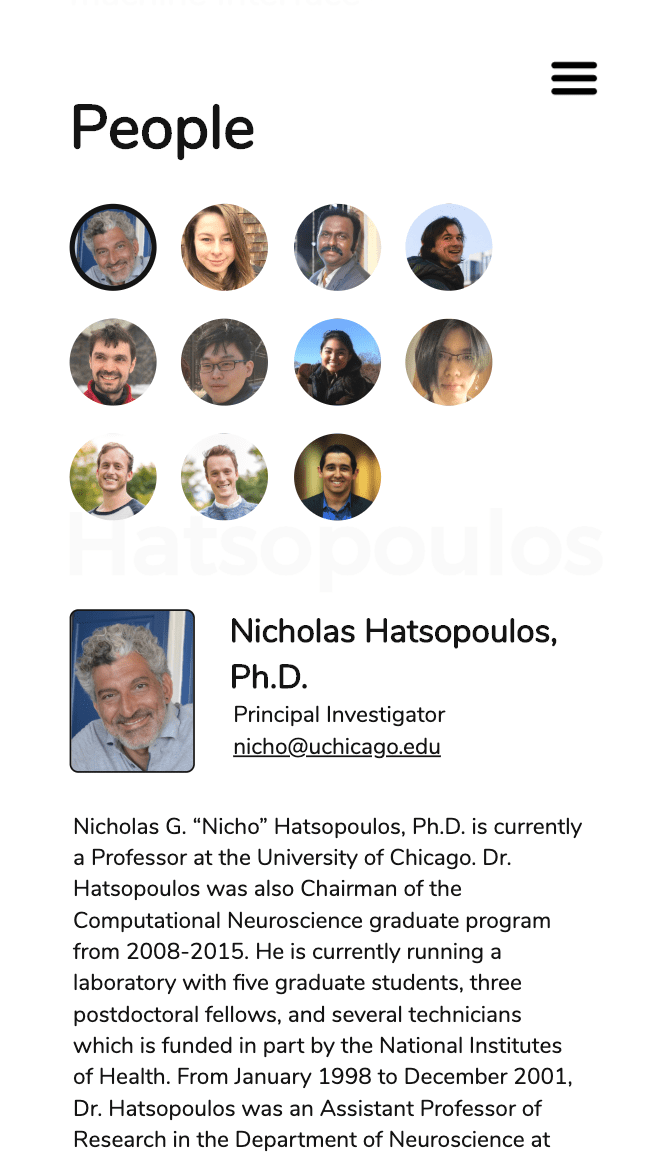 People
Hatsopoulos
Nicholas Hatsopoulos,
Ph.D.
Principal Investigator
nicho@uchicago.edu
Nicholas G. “Nicho” Hatsopoulos, Ph.D. is currently
a Professor at the University of Chicago. Dr.
Hatsopoulos was also Chairman of the
Computational Neuroscience graduate program
from 2008-2015. He is currently running a
laboratory with five graduate students, three
postdoctoral fellows, and several technicians
which is funded in part by the National Institutes
of Health. From January 1998 to December 2001,
Dr. Hatsopoulos was an Assistant Professor of
Research in the Department of Neuroscience at